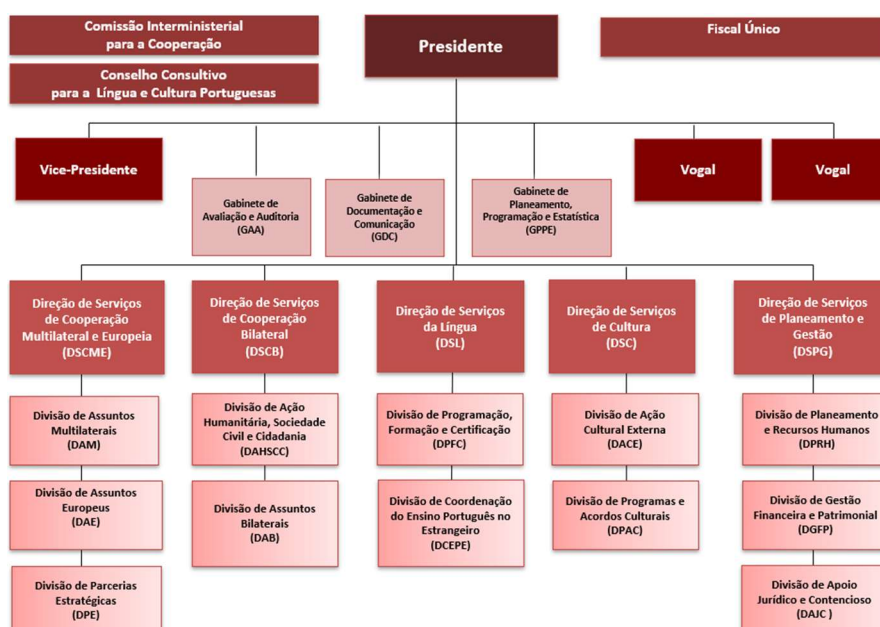 Comissão Interministerial
para a Cooperação
Conselho Consultivo
para a Língua e Cultura Portuguesas
Presidente
Fiscal Único
Vice-Presidente
Gabinete de
Avaliação e Auditoria
(GAA)
Gabinete de
Documentação e
Comunicação
(GDC)
Gabinete de
Planeamento,
Programação e Estatística
(GPPE)
Vogal
Vogal
Direção de Serviços
de Cooperação
Multilateral e Europeia
(DSCME)
Direção de Serviços
de Cooperação
Bilateral
(DSCB)
Direção de Serviços
da Língua
(DSL)
Direção de Serviços
de Cultura
(DSC)
Direção de Serviços
de Planeamento e
Gestão
(DSPG)
Divisão de Assuntos
Multilaterais
(DAM)
Divisão de Ação
Humanitária, Sociedade
Civil e Cidadania
(DAHSCC)
Divisão de Programação,
Formação e Certificação
(DPFC)
Divisão de Ação
Cultural Externa
(DACE)
Divisão de Planeamento
e Recursos Humanos
(DPRH)
Divisão de Assuntos
Europeus
(DAE)
Divisão de Assuntos
Bilaterais
(DAB)
Divisão de Coordenação
do Ensino Português no
Estrangeiro
(DCEPE)
Divisão de Programas e
Acordos Culturais
(DPAC)
Divisão de Gestão
Financeira e Patrimonial
(DGFP)
Divisão de Parcerias
Estratégicas
(DPE)
Divisão de Apoio
Jurídico e Contencioso
(DAJC )